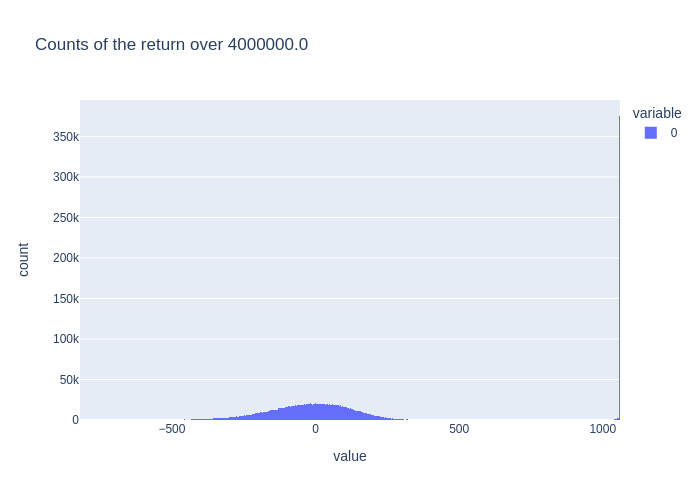 Counts of the return over 4000000.0
variable
0
350k
300k
250k
200k
150k
100k
50k
0
count
−500
0
500
1000
value